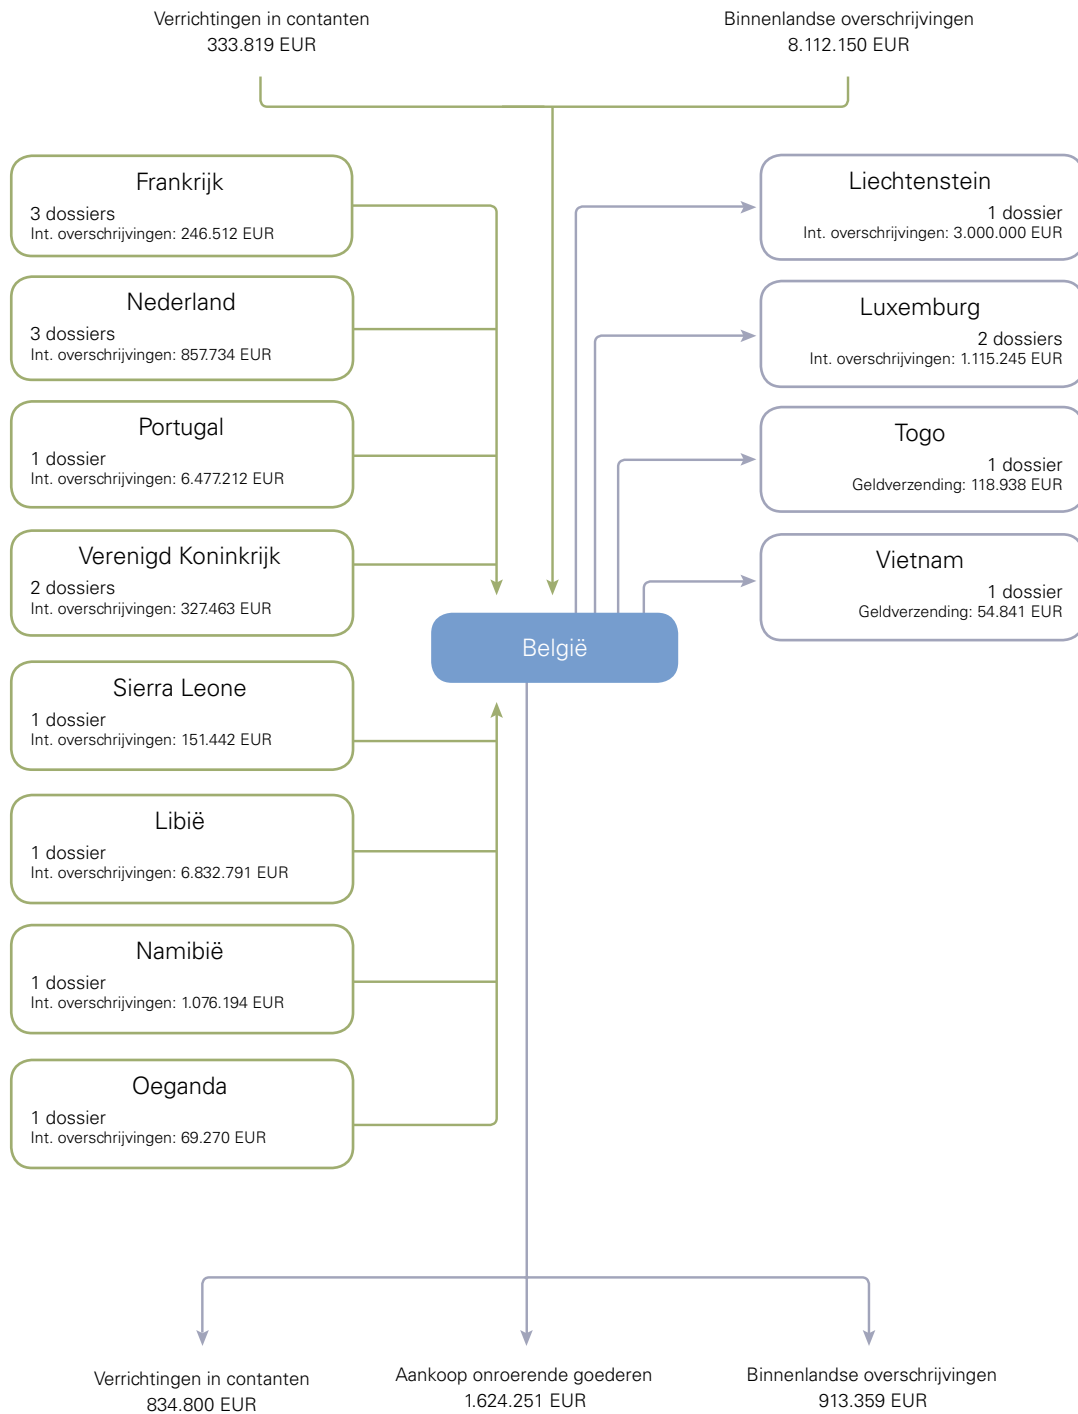 Verrichtingen in contanten
333.819 EUR
Binnenlandse overschrijvingen
8.112.150 EUR
Frankrijk
3 dossiers
Int. overschrijvingen: 246.512 EUR
Nederland
3 dossiers
Int. overschrijvingen: 857.734 EUR
Portugal
1 dossier
Int. overschrijvingen: 6.477.212 EUR
Verenigd Koninkrijk
2 dossiers
Int. overschrijvingen: 327.463 EUR
Sierra Leone
1 dossier
Int. overschrijvingen: 151.442 EUR
Libië
1 dossier
Int. overschrijvingen: 6.832.791 EUR
Namibië
1 dossier
Int. overschrijvingen: 1.076.194 EUR
Oeganda
1 dossier
Int. overschrijvingen: 69.270 EUR
België
Liechtenstein
1 dossier
Int. overschrijvingen: 3.000.000 EUR
Luxemburg
2 dossiers
Int. overschrijvingen: 1.115.245 EUR
Togo
1 dossier
Geldverzending: 118.938 EUR
Vietnam
1 dossier
Geldverzending: 54.841 EUR
Verrichtingen in contanten
834.800 EUR
Aankoop onroerende goederen
1.624.251 EUR
Binnenlandse overschrijvingen
913.359 EUR